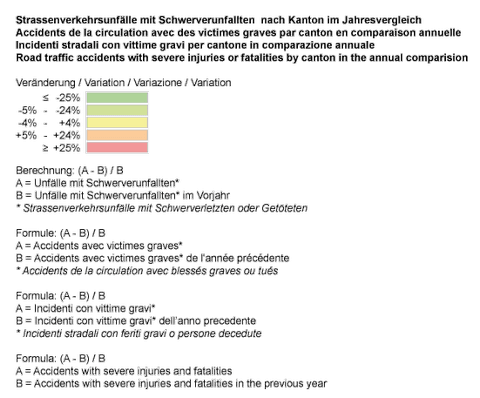 Strassenverkehrsunfälle mit Schwerverunfallten nach Kanton im Jahresvergleich
Accidents de la circulation avec des victimes graves par canton en comparaison annuelle
Incidenti stradali con vittime gravi per cantone in comparazione annuale
Road traffic accidents with severe injuries or fatalities by canton in the annual comparision
Veränderung / Variation / Variazione / Variation
≤ -25%
-5% - -24%
-4% - +4%
+5% - +24%
≥ +25%
Berechnung: (A - B) / B
A = Unfälle mit Schwerverunfallten*
B = Unfälle mit Schwerverunfallten* im Vorjahr
* Strassenverkehrsunfälle mit Schwerverletzten oder Getöteten
Formule: (A - B) / B
A = Accidents avec victimes graves*
B = Accidents avec victimes graves* de l'année précédente
* Accidents de la circulation avec blessés graves ou tués
Formula: (A - B) / B
A = Incidenti con vittime gravi*
B = Incidenti con vittime gravi* dell'anno precedente
* Incidenti stradali con feriti gravi o persone decedute
Formula: (A - B) / B
A = Accidents with severe injuries and fatalities
B = Accidents with severe injuries and fatalities in the previous year